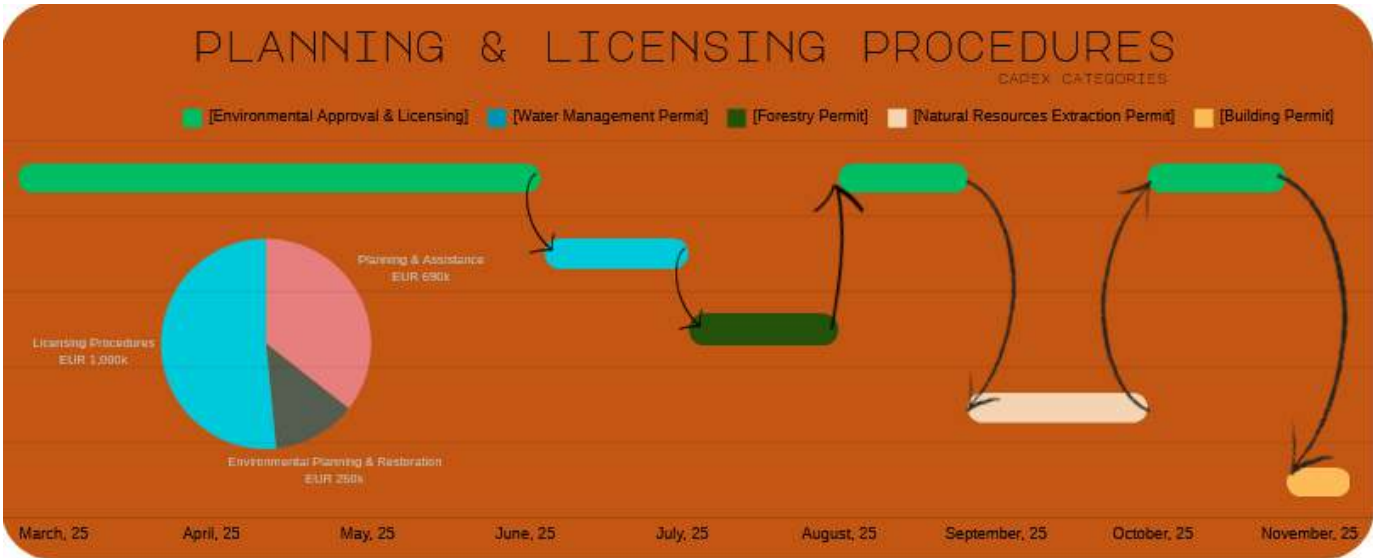 PLANNING & LICENSING PROCEDURES
CAPEX CATEGORIES
[Environmental Approval & Licensing] [Water Management Permit] [Forestry Permit] [Natural Resources Extraction Permit] [Building Permit]
Planning & Assistance
EUR 690k
Licensing Procedures
EUR 1,000k
Environmental Planning & Restoration
EUR 250k
March, 25 April, 25 May, 25 June, 25 July, 25 August, 25 September, 25 October, 25 November, 25